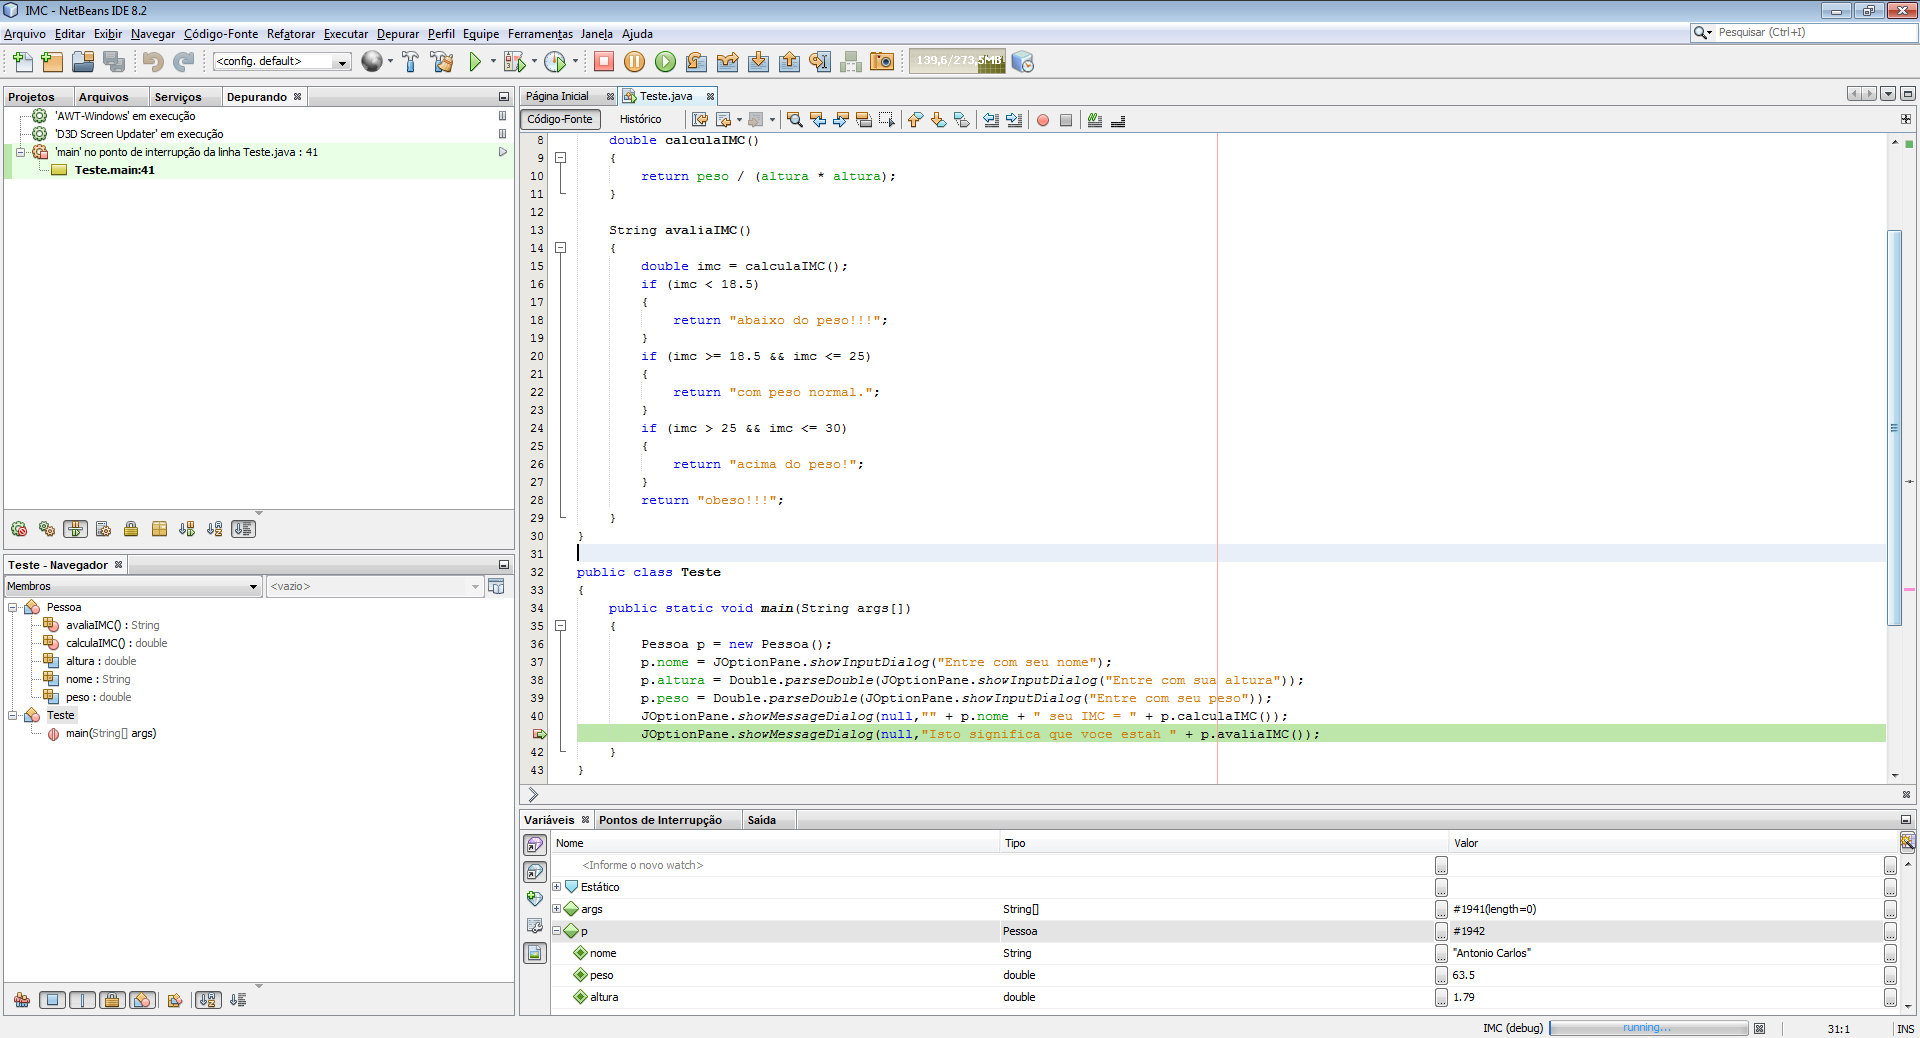 IMC - NetBeans IDE 8.2
Arquivo Editar Exibir Navegar Código-Fonte Refatorar Executar Depurar Perfil Equipe Ferramentas Janela Ajuda
Pesquisar (Ctrl+I)
<config. default>
139,6/273,5MB
Projetos Arquivos Serviços Depurando
'AWT-Windows' em execução
'D3D Screen Updater' em execução
'main' no ponto de interrupção da linha Teste.java : 41
Teste.main:41
Teste - Navegador
Membros <vazio>
Pessoa
avaliaIMC() : String
calculaIMC() : double
altura : double
nome : String
peso : double
Teste
main(String[] args)
Página Inicial Teste.java
Código-Fonte Histórico
8 double calculaIMC()
9 {
10 return peso / (altura * altura);
11 }
12
13 String avaliaIMC()
14 {
15 double imc = calculaIMC();
16 if (imc < 18.5)
17 {
18 return "abaixo do peso!!!";
19 }
20 if (imc >= 18.5 && imc <= 25)
21 {
22 return "com peso normal.";
23 }
24 if (imc > 25 && imc <= 30)
25 {
26 return "acima do peso!";
27 }
28 return "obeso!!!";
29 }
30 }
31
32 public class Teste
33 {
34 public static void main(String args[])
35 {
36 Pessoa p = new Pessoa();
37 p.nome = JOptionPane.showInputDialog("Entre com seu nome");
38 p.altura = Double.parseDouble(JOptionPane.showInputDialog("Entre com sua altura"));
39 p.peso = Double.parseDouble(JOptionPane.showInputDialog("Entre com seu peso"));
40 JOptionPane.showMessageDialog(null,"" + p.nome + " seu IMC = " + p.calculaIMC());
JOptionPane.showMessageDialog(null,"Isto significa que voce estah " + p.avaliaIMC());
42 }
43 }
Variáveis Pontos de Interrupção Saída
Nome Tipo Valor
<Informe o novo watch>
Estático
args String[] #1941(length=0)
p Pessoa #1942
nome String "Antonio Carlos"
peso double 63.5
altura double 1.79
IMC (debug) running... 31:1 INS